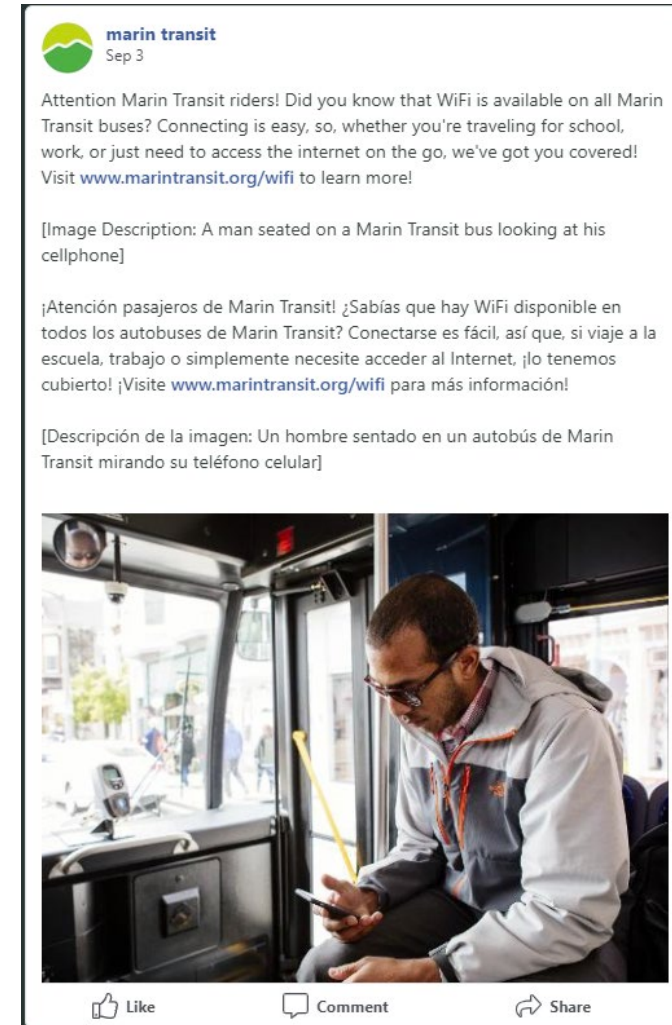 marin transit
Sep 3
Attention Marin Transit riders! Did you know that WiFi is available on all Marin
Transit buses? Connecting is easy, so, whether you're traveling for school,
work, or just need to access the internet on the go, we've got you covered!
Visit www.marintransit.org/wifi to learn more!
[Image Description: A man seated on a Marin Transit bus looking at his
cellphone]
¡Atención pasajeros de Marin Transit! ¿Sabías que hay WiFi disponible en
todos los autobuses de Marin Transit? Conectarse es fácil, así que, si viaje a la
escuela, trabajo o simplemente necesite acceder al Internet, ¡lo tenemos
cubierto! ¡Visite www.marintransit.org/wifi para más información!
[Descripción de la imagen: Un hombre sentado en un autobús de Marin
Transit mirando su teléfono celular]
Like
Comment
Share